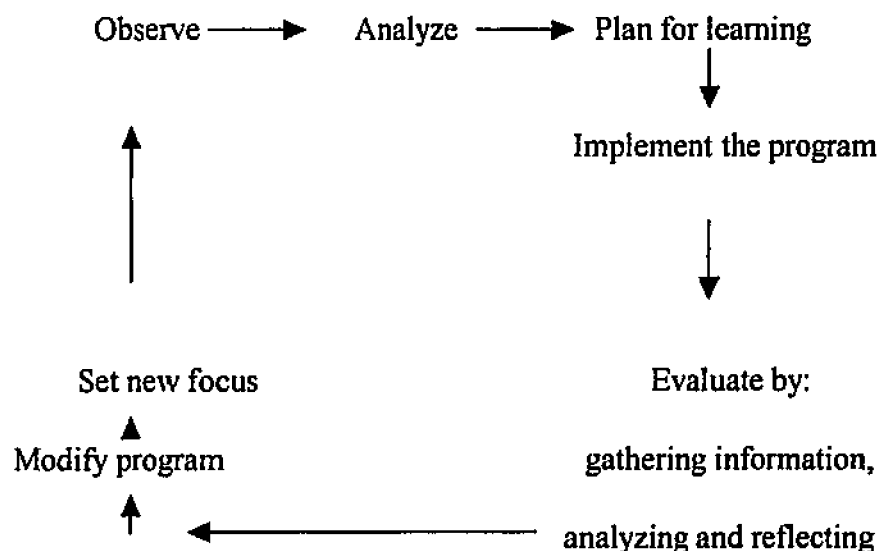 Observe Analyze Plan for learning
Implement the program
Set new focus Evaluate by:
Modify program gathering information,
analyzing and reflecting